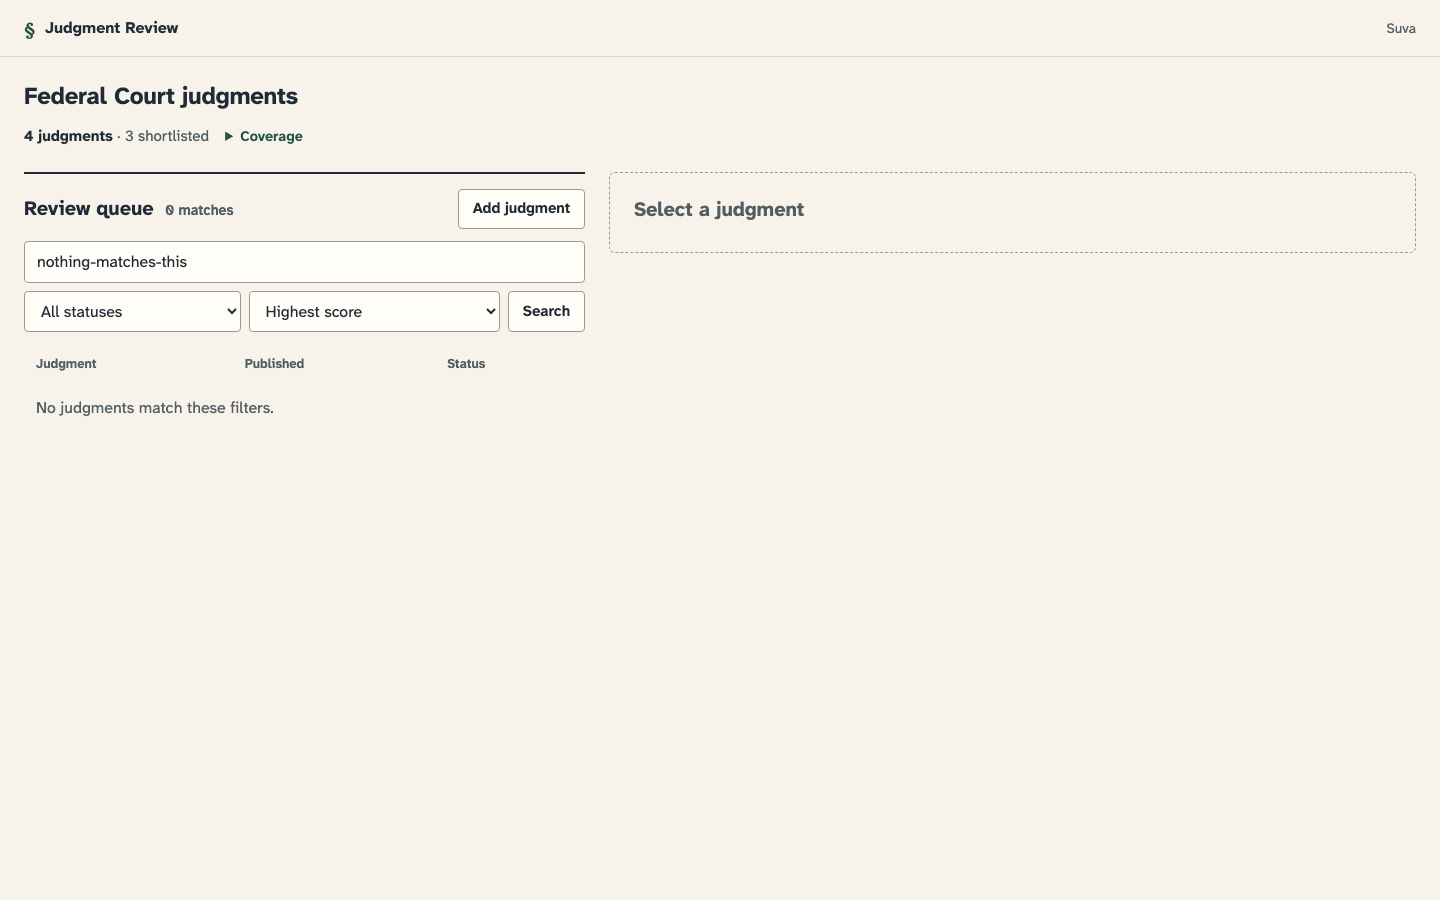 § Judgment Review
Suva
Federal Court judgments
4 judgments · 3 shortlisted ▶ Coverage
Review queue 0 matches
Add judgment
nothing-matches-this
All statuses
Highest score
Search
Judgment Published Status
No judgments match these filters.
Select a judgment